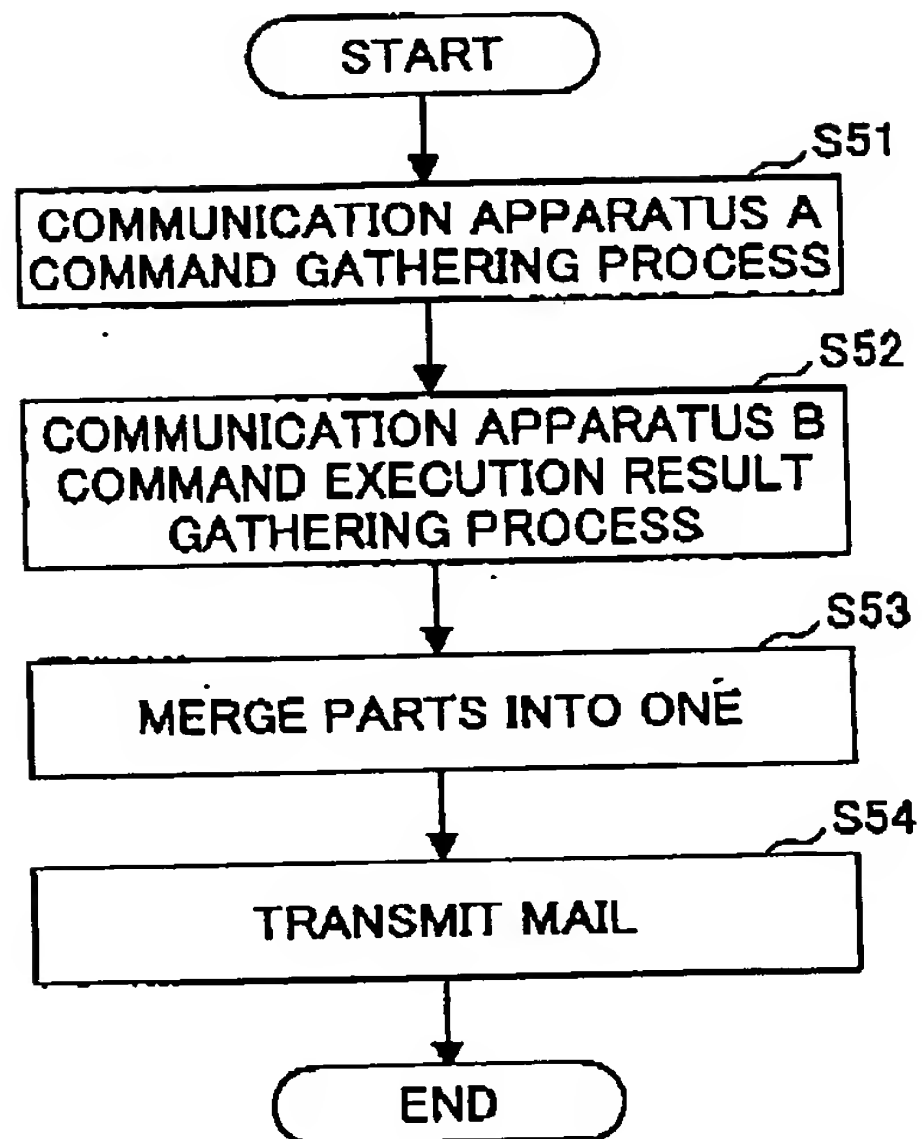 START
S51
COMMUNICATION APPARATUS A
COMMAND GATHERING PROCESS
S52
COMMUNICATION APPARATUS B
COMMAND EXECUTION RESULT
GATHERING PROCESS
S53
MERGE PARTS INTO ONE
S54
TRANSMIT MAIL
END